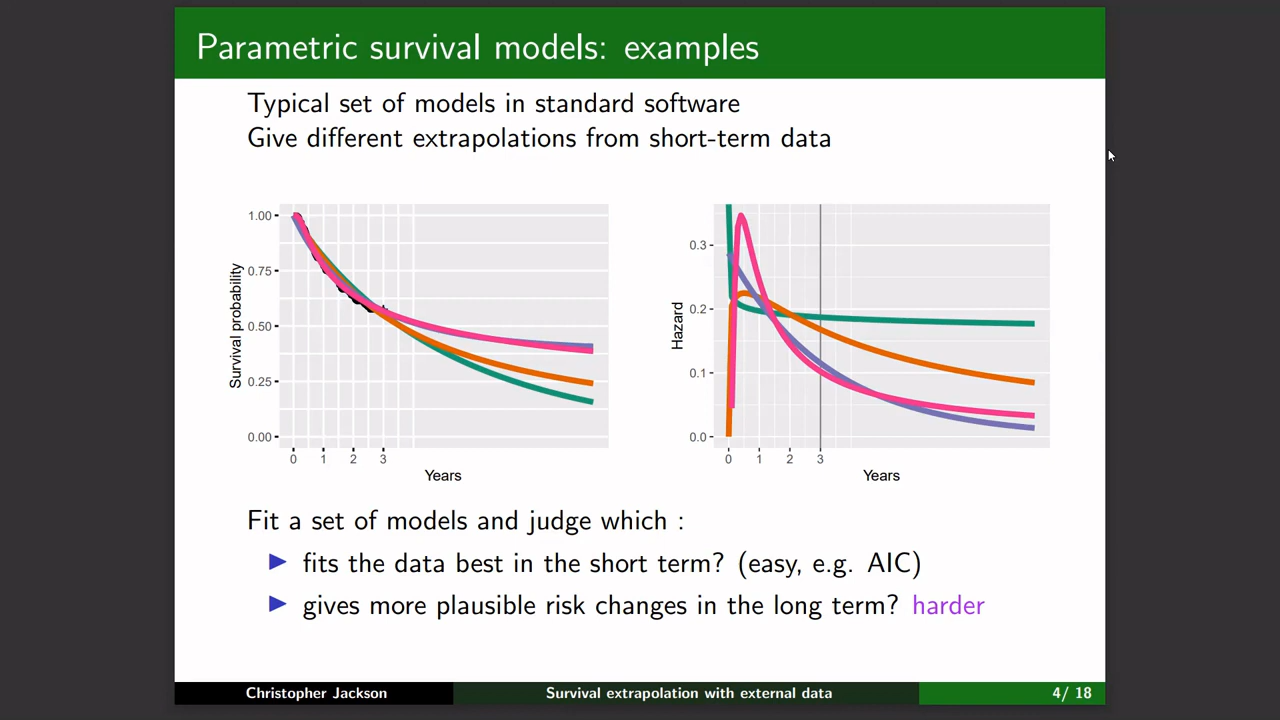 Parametric survival models: examples
Typical set of models in standard software
Give different extrapolations from short-term data
Survival probability
1.00
0.75
0.50
0.25
0.00
0 1 2 3
Years
Hazard
0.3
0.2
0.1
0.0
0 1 2 3
Years
Fit a set of models and judge which :
fits the data best in the short term? (easy, e.g. AIC)
gives more plausible risk changes in the long term? harder
Christopher Jackson
Survival extrapolation with external data
4/ 18